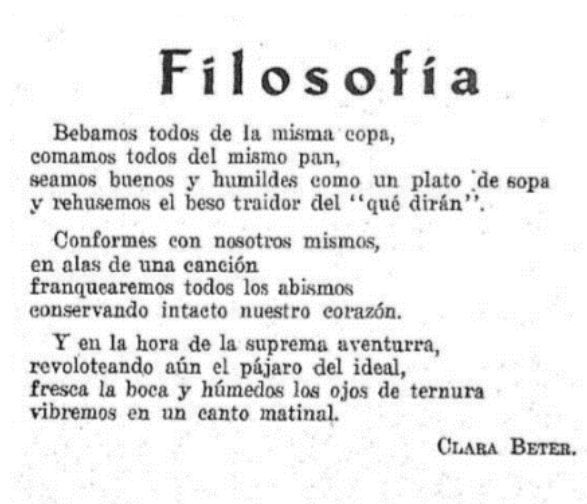 Filosofía
Bebamos todos de la misma copa,
comamos todos del mismo pan,
seamos buenos y humildes como un plato de sopa
y rehusemos el beso traidor del "qué dirán".
Conformes con nosotros mismos,
en alas de una canción
franquearemos todos los abismos
conservando intacto nuestro corazón.
Y en la hora de la suprema aventurra,
revoloteando aún el pájaro del ideal,
fresca la boca y húmedos los ojos de ternura
vibremos en un canto matinal.
CLARA BETER.